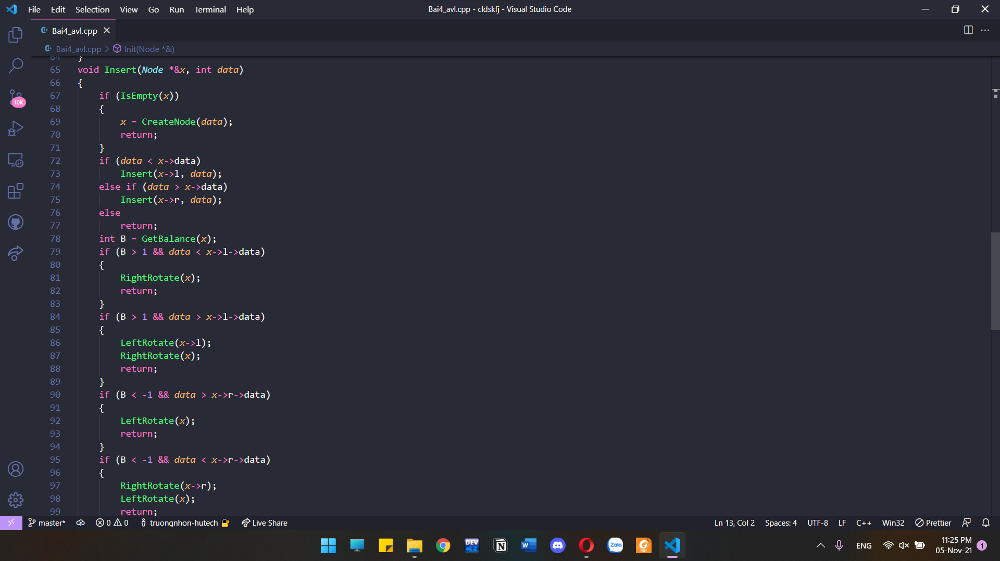 File Edit Selection View Go Run Terminal Help
Bai4_avl.cpp - cldskfj - Visual Studio Code
Bai4_avl.cpp
Bai4_avl.cpp > Init(Node *&)
64 }
65 void Insert(Node *&x, int data)
66 {
67 if (IsEmpty(x))
68 {
69 x = CreateNode(data);
70 return;
71 }
72 if (data < x->data)
73 Insert(x->l, data);
74 else if (data > x->data)
75 Insert(x->r, data);
76 else
77 return;
78 int B = GetBalance(x);
79 if (B > 1 && data < x->l->data)
80 {
81 RightRotate(x);
82 return;
83 }
84 if (B > 1 && data > x->l->data)
85 {
86 LeftRotate(x->l);
87 RightRotate(x);
88 return;
89 }
90 if (B < -1 && data > x->r->data)
91 {
92 LeftRotate(x);
93 return;
94 }
95 if (B < -1 && data < x->r->data)
96 {
97 RightRotate(x->r);
98 LeftRotate(x);
99 return;
10K
master* 0 0 truongnhon-hutech Live Share
Ln 13, Col 2 Spaces: 4 UTF-8 LF C++ Win32 Prettier
DEV C++
N
W
Zalo
PDF
ENG
11:25 PM
05-Nov-21
1